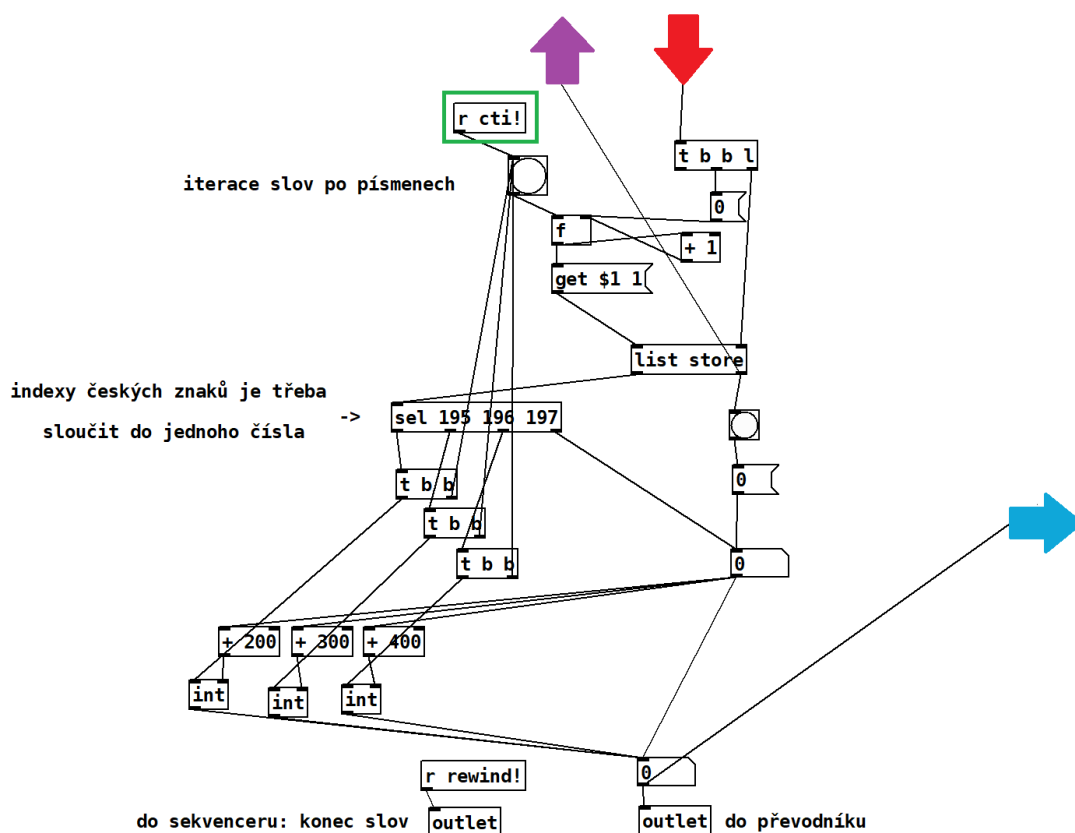 r cti!
t b b l
iterace slov po písmenech
0
f
+ 1
get $1 1
list store
indexy českých znaků je třeba
sloučit do jednoho čísla
->
sel 195 196 197
0
t b b
t b b
t b b
0
+ 200
+ 300
+ 400
int
int
int
r rewind!
0
do sekvenceru: konec slov
outlet
outlet
do převodníku